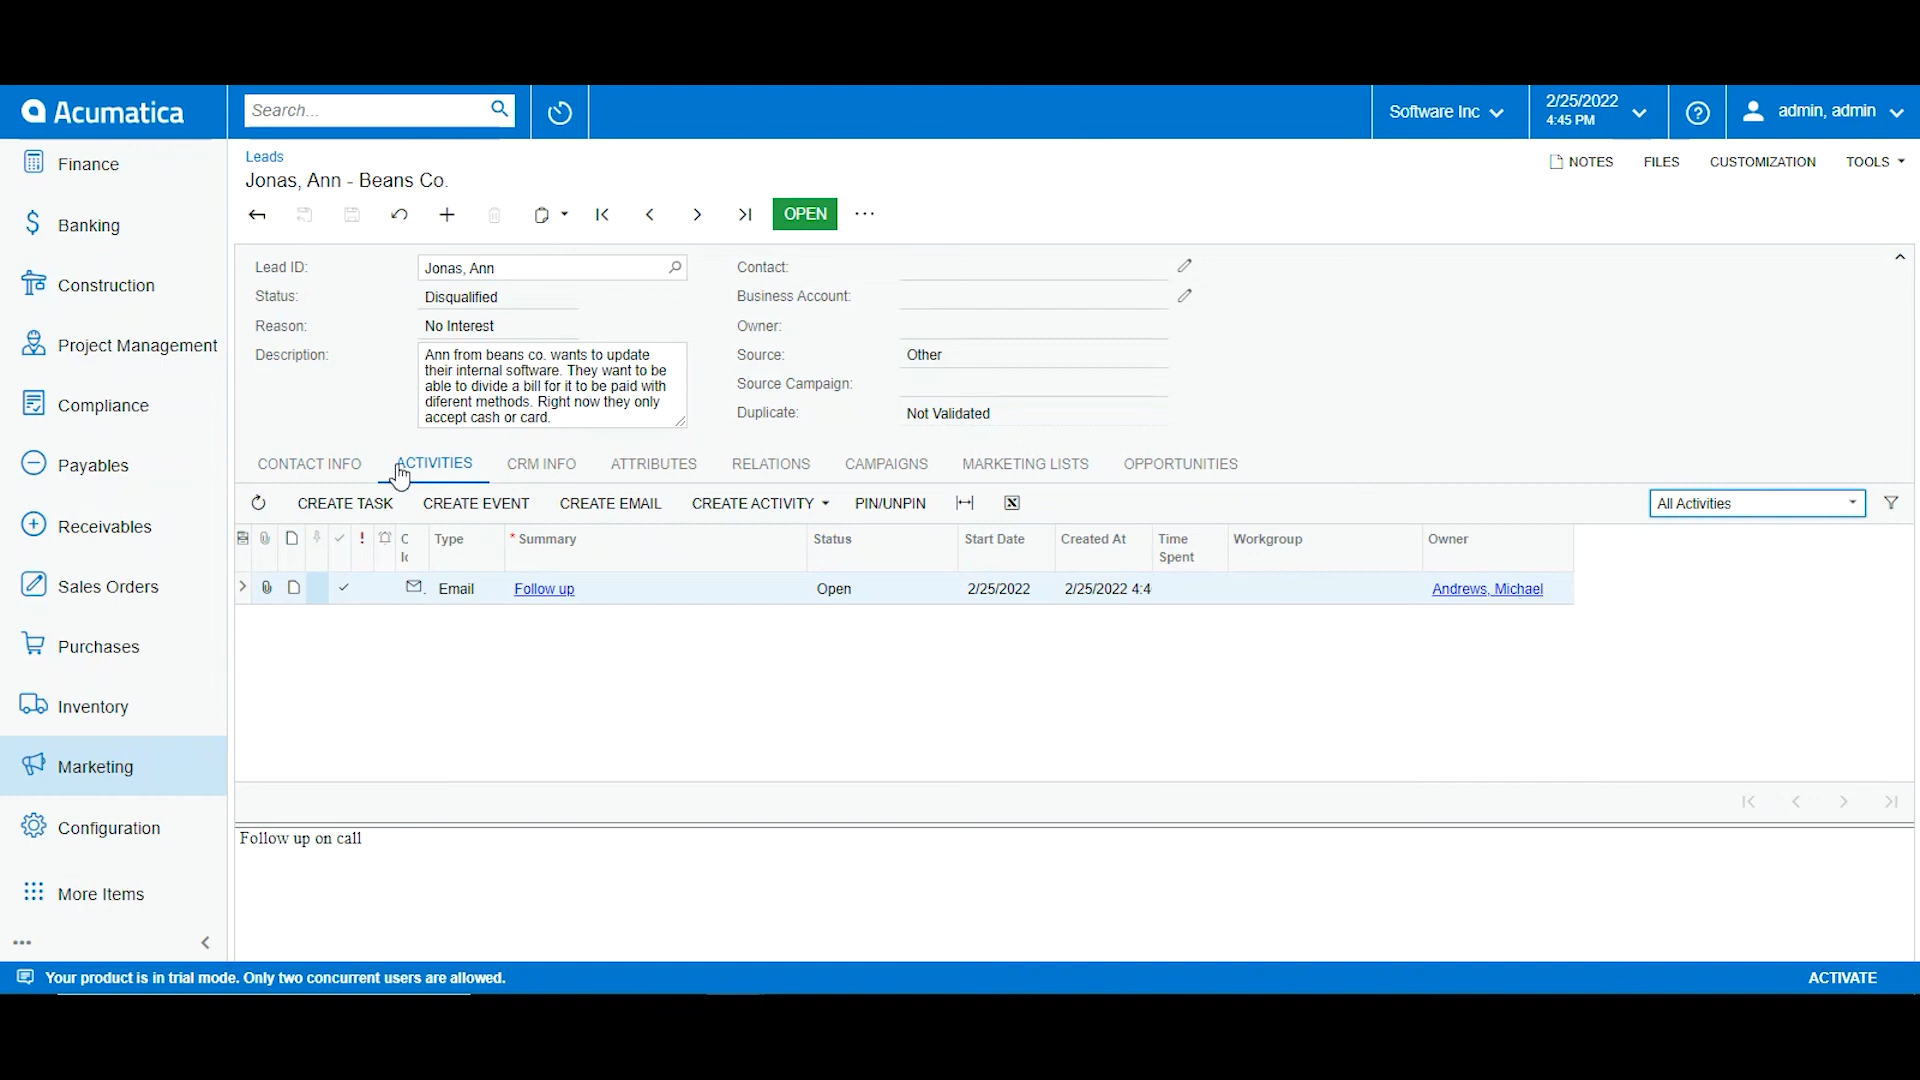 Acumatica
Search...
Software Inc
2/25/2022
4:45 PM
admin, admin
Finance
Banking
Construction
Project Management
Compliance
Payables
Receivables
Sales Orders
Purchases
Inventory
Marketing
Configuration
More Items
Leads
NOTES FILES CUSTOMIZATION TOOLS
Jonas, Ann - Beans Co.
OPEN
Lead ID: Jonas, Ann
Status: Disqualified
Reason: No Interest
Description: Ann from beans co. wants to update
their internal software. They want to be
able to divide a bill for it to be paid with
diferent methods. Right now they only
accept cash or card.
Contact:
Business Account:
Owner:
Source: Other
Source Campaign:
Duplicate: Not Validated
CONTACT INFO ACTIVITIES CRM INFO ATTRIBUTES RELATIONS CAMPAIGNS MARKETING LISTS OPPORTUNITIES
CREATE TASK CREATE EVENT CREATE EMAIL CREATE ACTIVITY PIN/UNPIN All Activities
Type * Summary Status Start Date Created At Time Spent Workgroup Owner
Email Follow up Open 2/25/2022 2/25/2022 4:4 Andrews, Michael
Follow up on call
Your product is in trial mode. Only two concurrent users are allowed. ACTIVATE